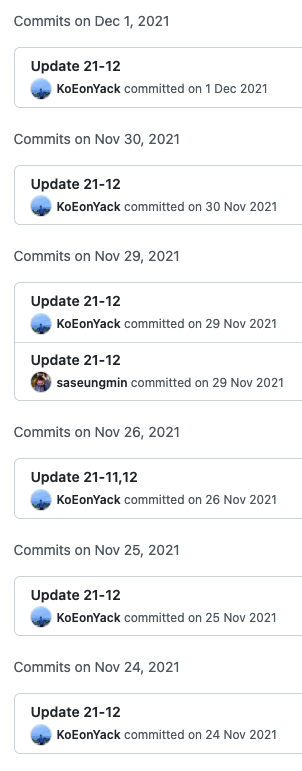 Commits on Dec 1, 2021
Update 21-12
KoEonYack committed on 1 Dec 2021
Commits on Nov 30, 2021
Update 21-12
KoEonYack committed on 30 Nov 2021
Commits on Nov 29, 2021
Update 21-12
KoEonYack committed on 29 Nov 2021
Update 21-12
saseungmin committed on 29 Nov 2021
Commits on Nov 26, 2021
Update 21-11,12
KoEonYack committed on 26 Nov 2021
Commits on Nov 25, 2021
Update 21-12
KoEonYack committed on 25 Nov 2021
Commits on Nov 24, 2021
Update 21-12
KoEonYack committed on 24 Nov 2021